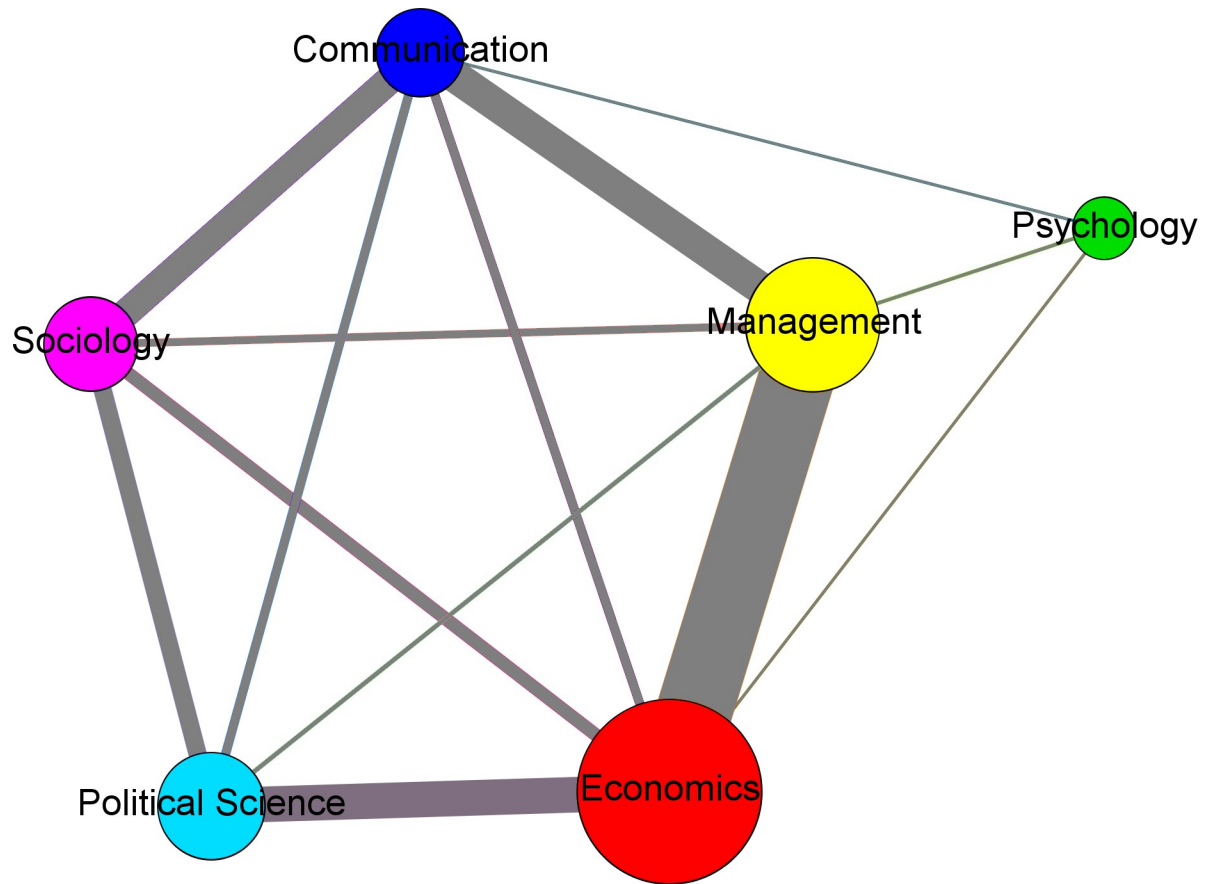 Communication
Psychology
Management
Sociology
Economics
Political Science